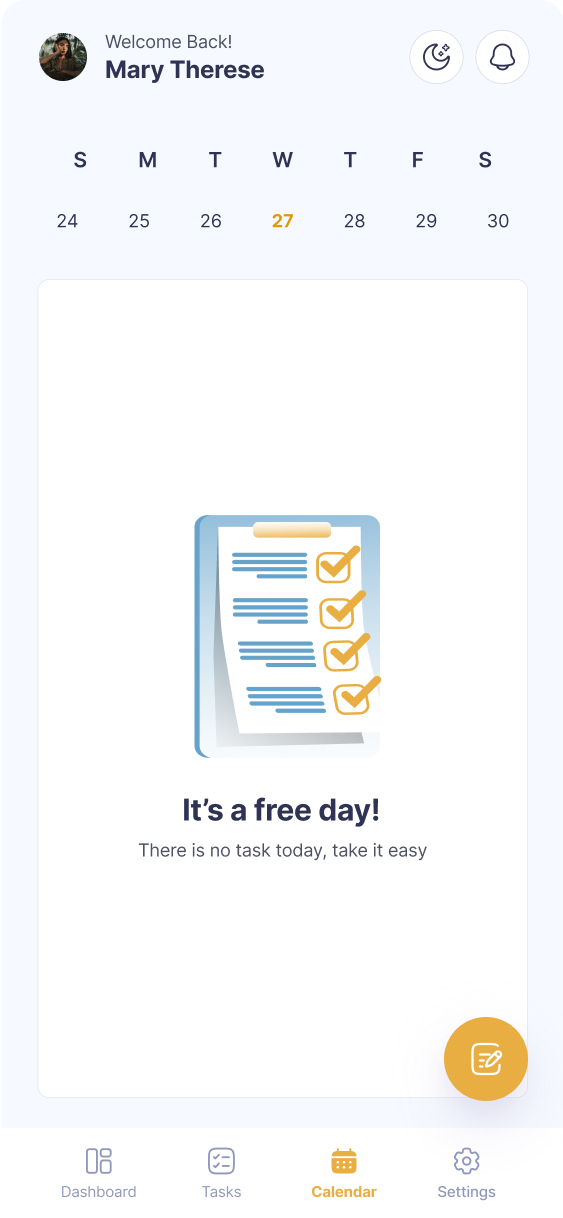 Welcome Back!
Mary Therese
S M T W T F S
24 25 26 27 28 29 30
It's a free day!
There is no task today, take it easy
Dashboard Tasks Calendar Settings